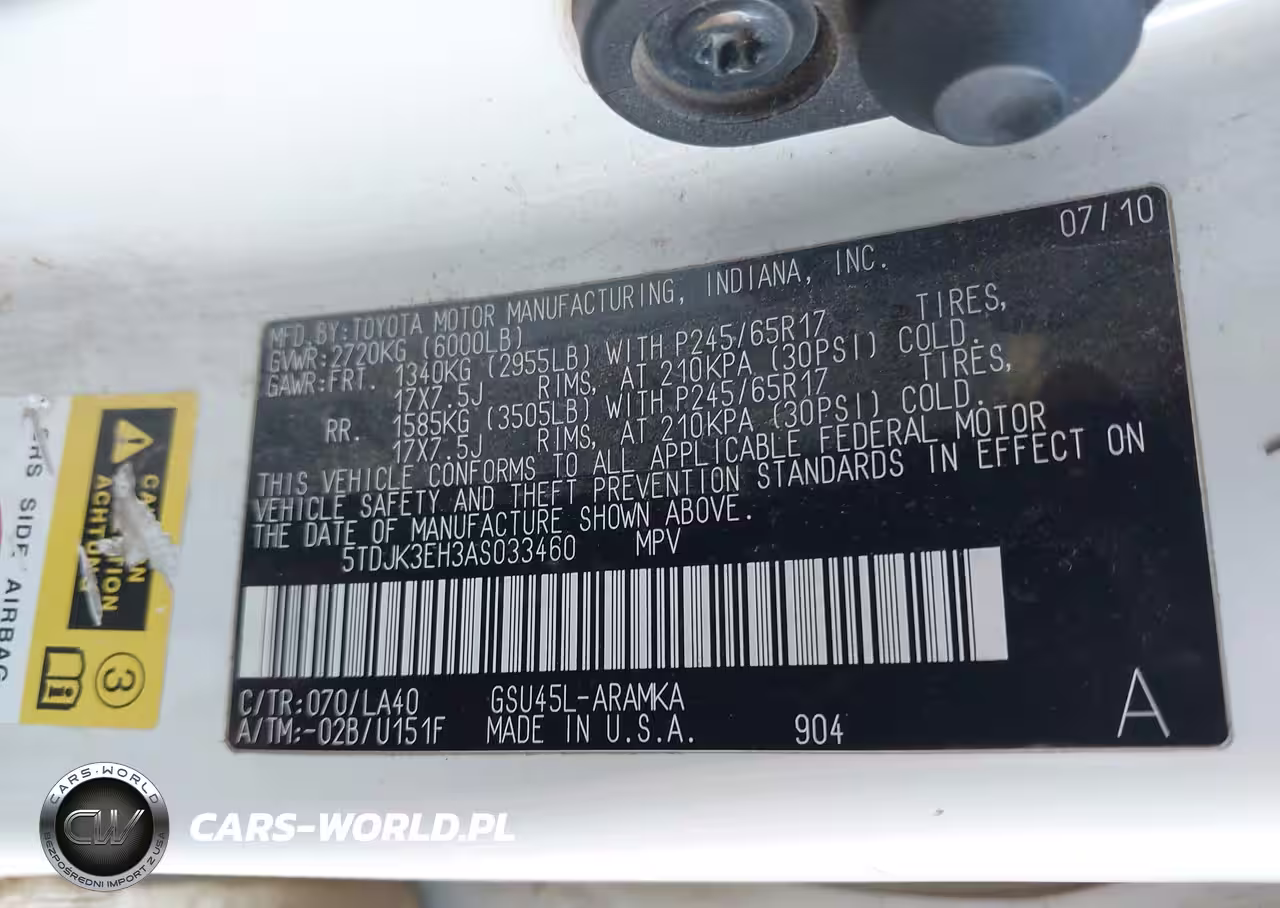 07/10
MFD. BY: TOYOTA MOTOR MANUFACTURING, INDIANA, INC.
GVWR: 2720KG (6000LB)
GAWR: FRT. 1340KG (2955LB) WITH P245/65R17 TIRES,
17X7.5J RIMS, AT 210KPA (30PSI) COLD.
RR. 1585KG (3505LB) WITH P245/65R17 TIRES,
17X7.5J RIMS, AT 210KPA (30PSI) COLD.
THIS VEHICLE CONFORMS TO ALL APPLICABLE FEDERAL MOTOR
VEHICLE SAFETY AND THEFT PREVENTION STANDARDS IN EFFECT ON
THE DATE OF MANUFACTURE SHOWN ABOVE.
5TDJK3EH3AS033460 MPV
C/TR: 070/LA40 GSU45L-ARAMKA
A/TM: -02B/U151F MADE IN U.S.A. 904
A
SIDE AIRBAG
3
CARS-WORLD
CW
BEZPOŚREDNI IMPORT Z USA
CARS-WORLD.PL